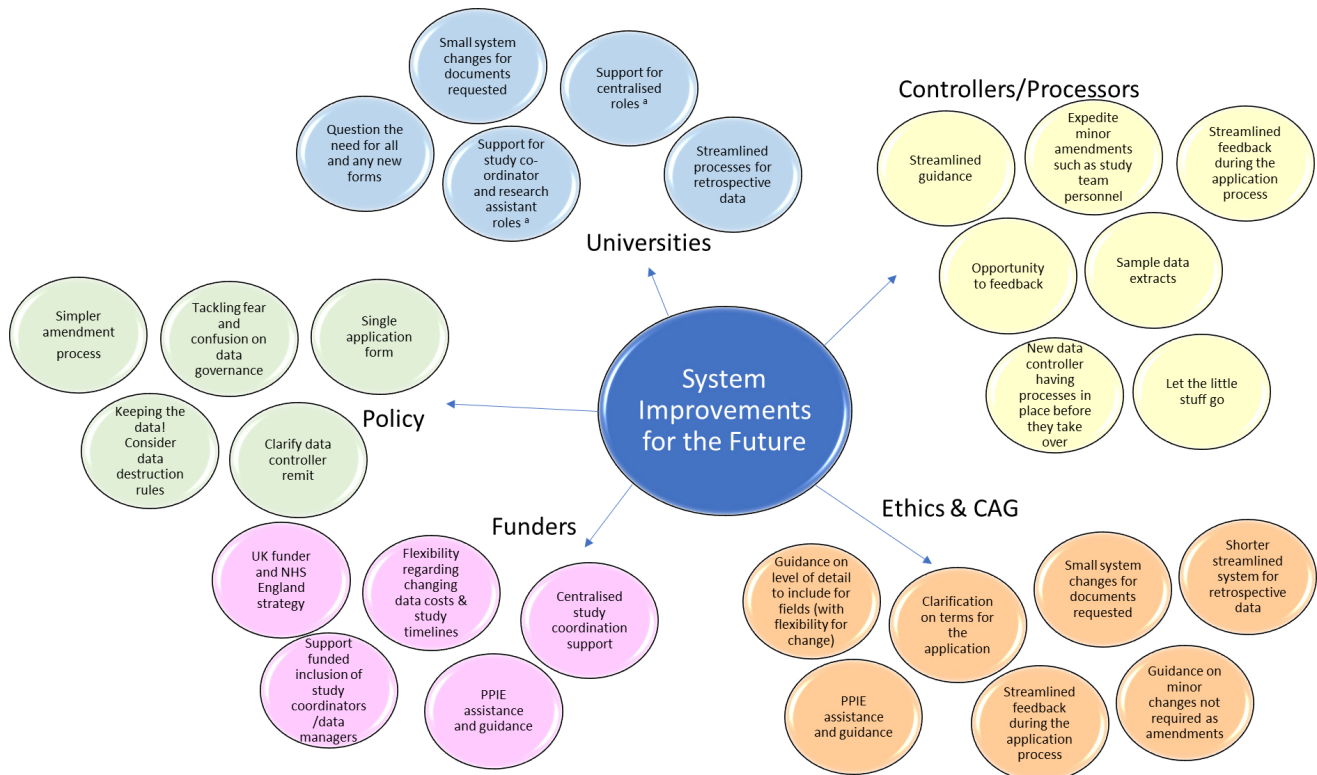 Small system
changes for
documents
requested
Support for
centralised
roles ª
Question the
need for all
and any new
forms
Support for
study co-
ordinator
and research
assistant
roles ª
Streamlined
processes for
retrospective
data
Universities
Controllers/Processors
Streamlined
guidance
Expedite
minor
amendments
such as study
team
personnel
Streamlined
feedback
during the
application
process
Opportunity
to feedback
Sample data
extracts
New data
controller
having
processes in
place before
they take
over
Let the little
stuff go
Simpler
amendment
process
Tackling fear
and
confusion on
data
governance
Single
application
form
Keeping the
data!
Consider
data
destruction
rules
Clarify data
controller
remit
Policy
System
Improvements
for the Future
Funders
UK funder
and NHS
England
strategy
Flexibility
regarding
changing
data costs &
study
timelines
Centralised
study
coordination
support
Support
funded
inclusion of
study
coordinators
/data
managers
PPIE
assistance
and guidance
Ethics & CAG
Guidance on
level of detail
to include for
fields (with
flexibility for
change)
Clarification
on terms for
the
application
Small system
changes for
documents
requested
Shorter
streamlined
system for
retrospective
data
PPIE
assistance
and guidance
Streamlined
feedback
during the
application
process
Guidance on
minor
changes not
required as
amendments